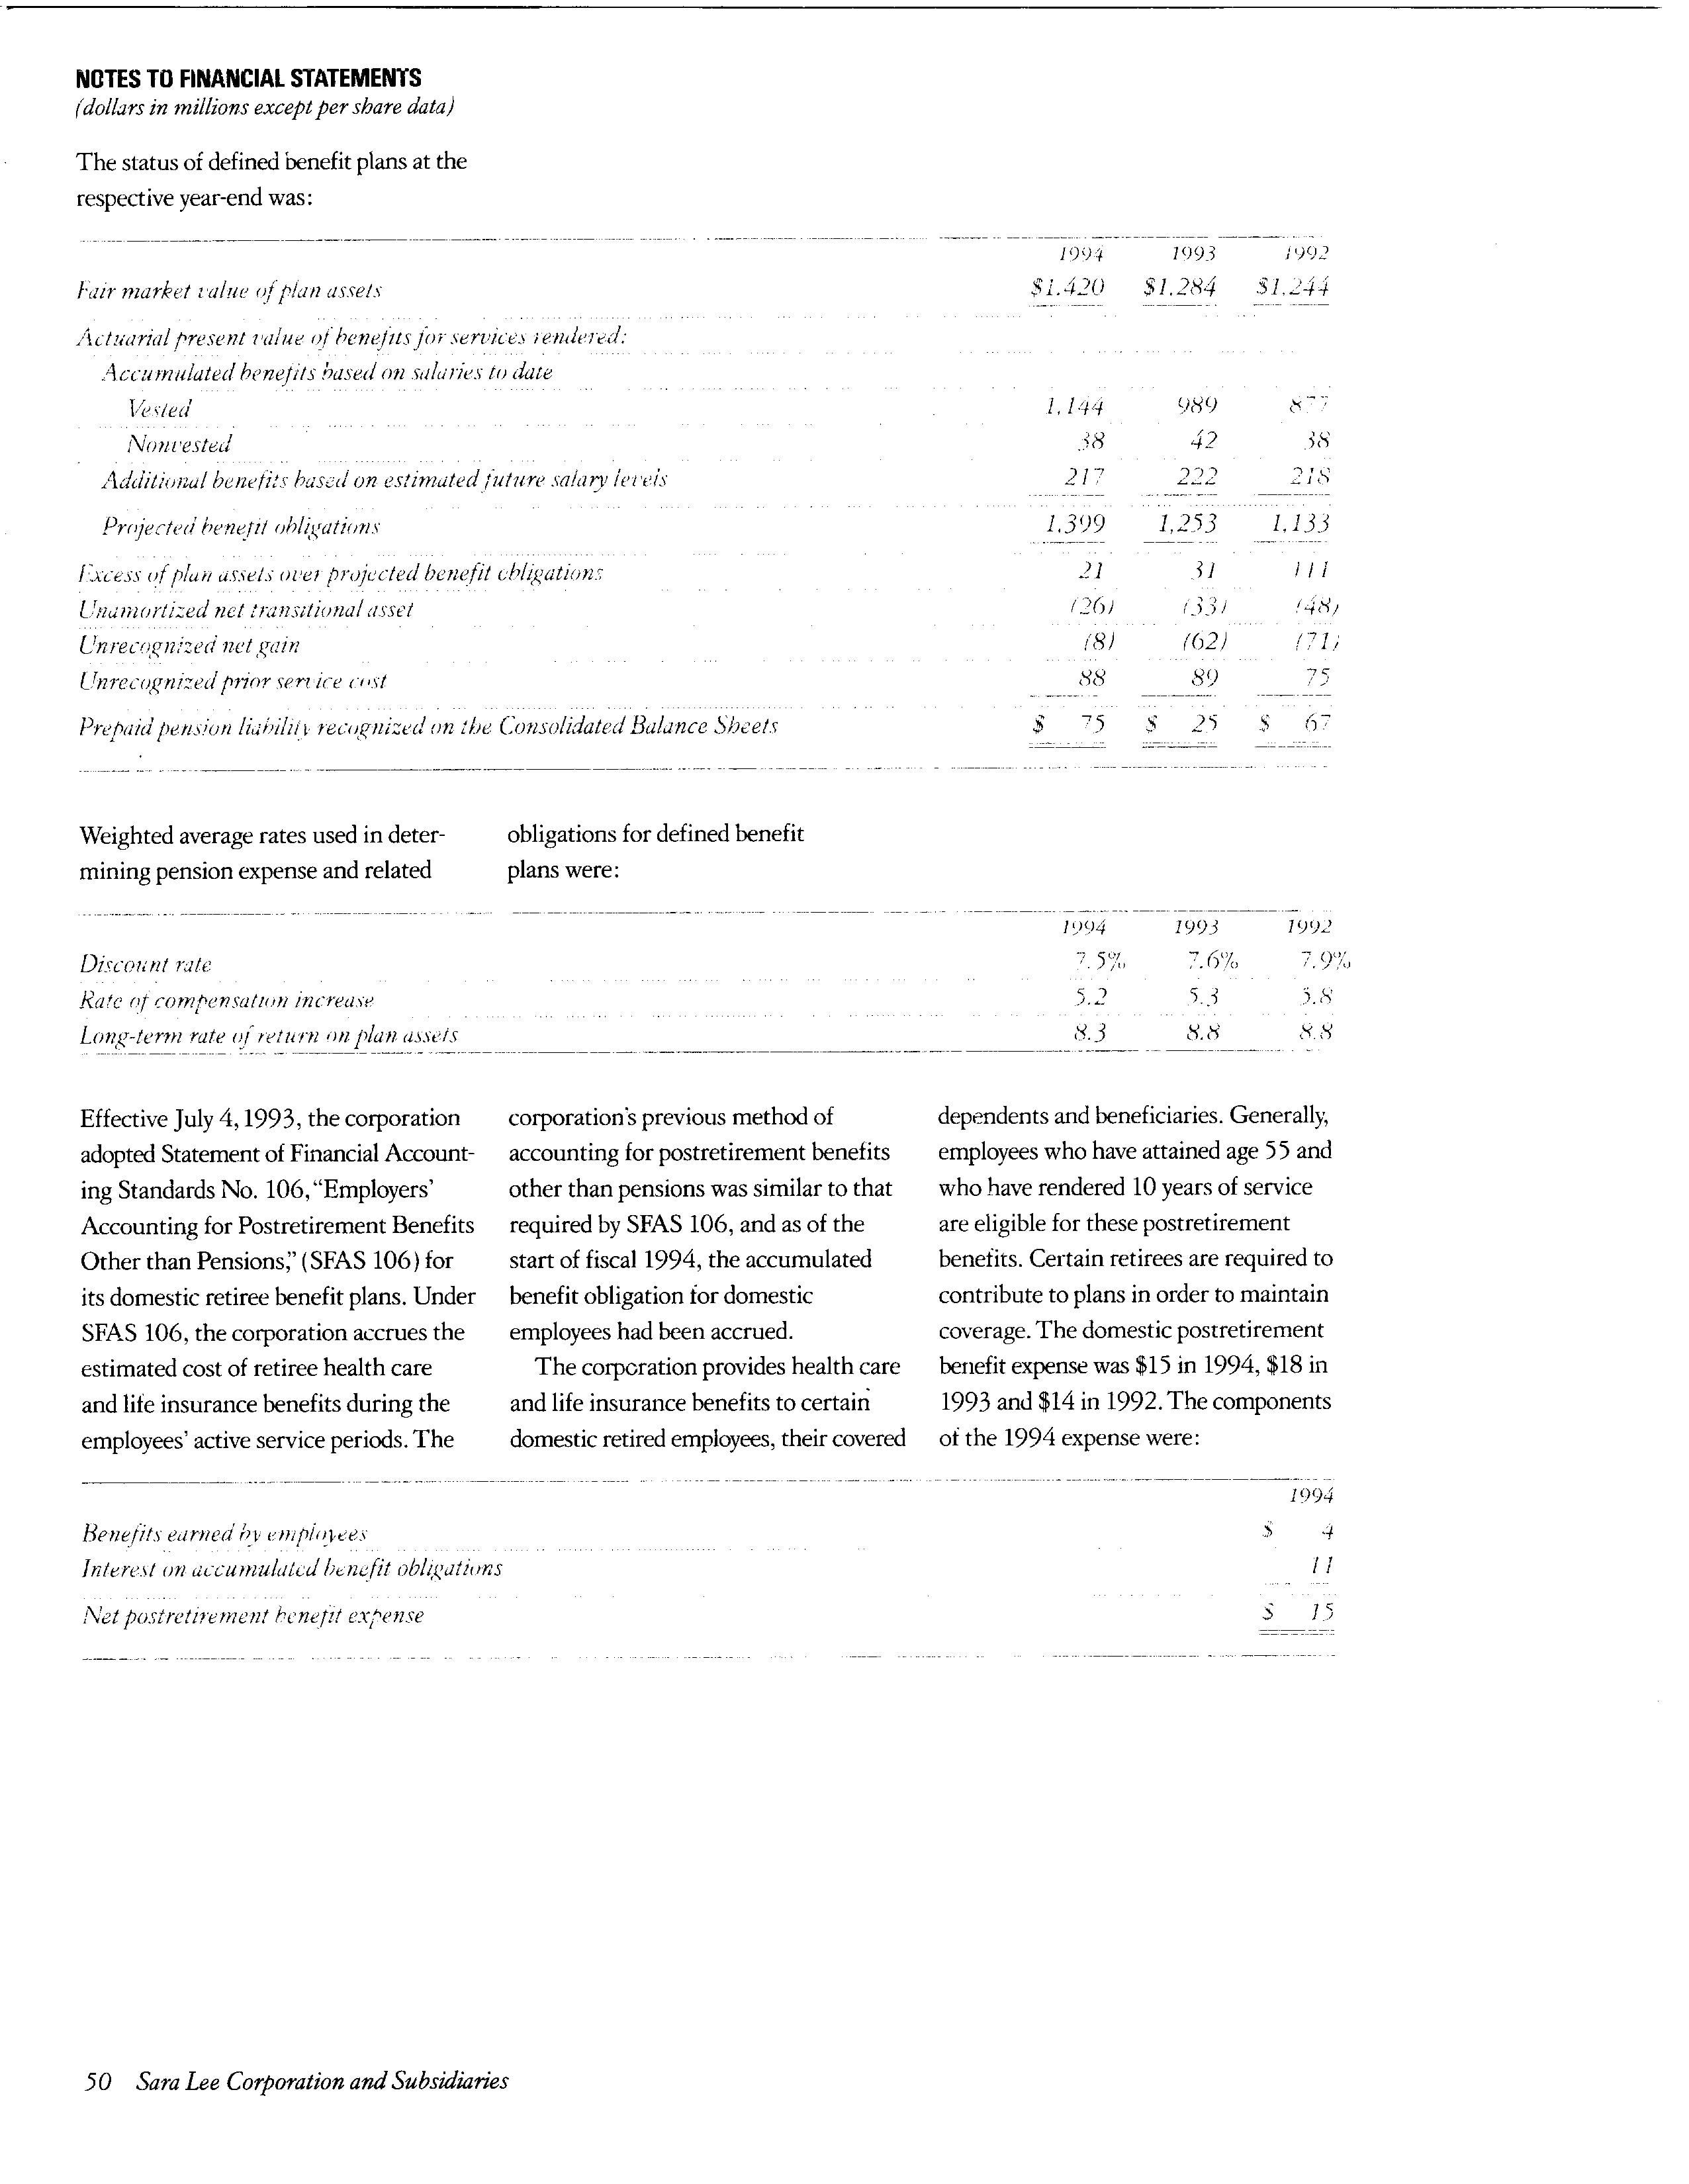 NOTES TO FINANCIAL STATEMENTS
(dollars in millions except per share data)
The status of defined benefit plans at the
respective year-end was:
1994 1993 1992
Fair market value of plan assets $1,420 $1,284 $1,244
Actuarial present value of benefits for services rendered:
Accumulated benefits based on salaries to date
Vested 1,144 989 877
Nonvested 38 42 38
Additional benefits based on estimated future salary levels 217 222 218
Projected benefit obligations 1,399 1,253 1,133
Excess of plan assets over projected benefit obligations 21 31 111
Unamortized net transitional asset (26) (33) (48)
Unrecognized net gain (8) (62) (71)
Unrecognized prior service cost 88 89 75
Prepaid pension liability recognized on the Consolidated Balance Sheets $ 75 $ 25 $ 67
Weighted average rates used in deter-
mining pension expense and related
obligations for defined benefit
plans were:
1994 1993 1992
Discount rate 7.5% 7.6% 7.9%
Rate of compensation increase 5.2 5.3 5.8
Long-term rate of return on plan assets 8.3 8.8 8.8
Effective July 4, 1993, the corporation
adopted Statement of Financial Account-
ing Standards No. 106, "Employers'
Accounting for Postretirement Benefits
Other than Pensions," (SFAS 106) for
its domestic retiree benefit plans. Under
SFAS 106, the corporation accrues the
estimated cost of retiree health care
and life insurance benefits during the
employees' active service periods. The
corporation's previous method of
accounting for postretirement benefits
other than pensions was similar to that
required by SFAS 106, and as of the
start of fiscal 1994, the accumulated
benefit obligation for domestic
employees had been accrued.
The corporation provides health care
and life insurance benefits to certain
domestic retired employees, their covered
dependents and beneficiaries. Generally,
employees who have attained age 55 and
who have rendered 10 years of service
are eligible for these postretirement
benefits. Certain retirees are required to
contribute to plans in order to maintain
coverage. The domestic postretirement
benefit expense was $15 in 1994, $18 in
1993 and $14 in 1992. The components
of the 1994 expense were:
1994
Benefits earned by employees $ 4
Interest on accumulated benefit obligations 11
Net postretirement benefit expense $ 15
50 Sara Lee Corporation and Subsidiaries